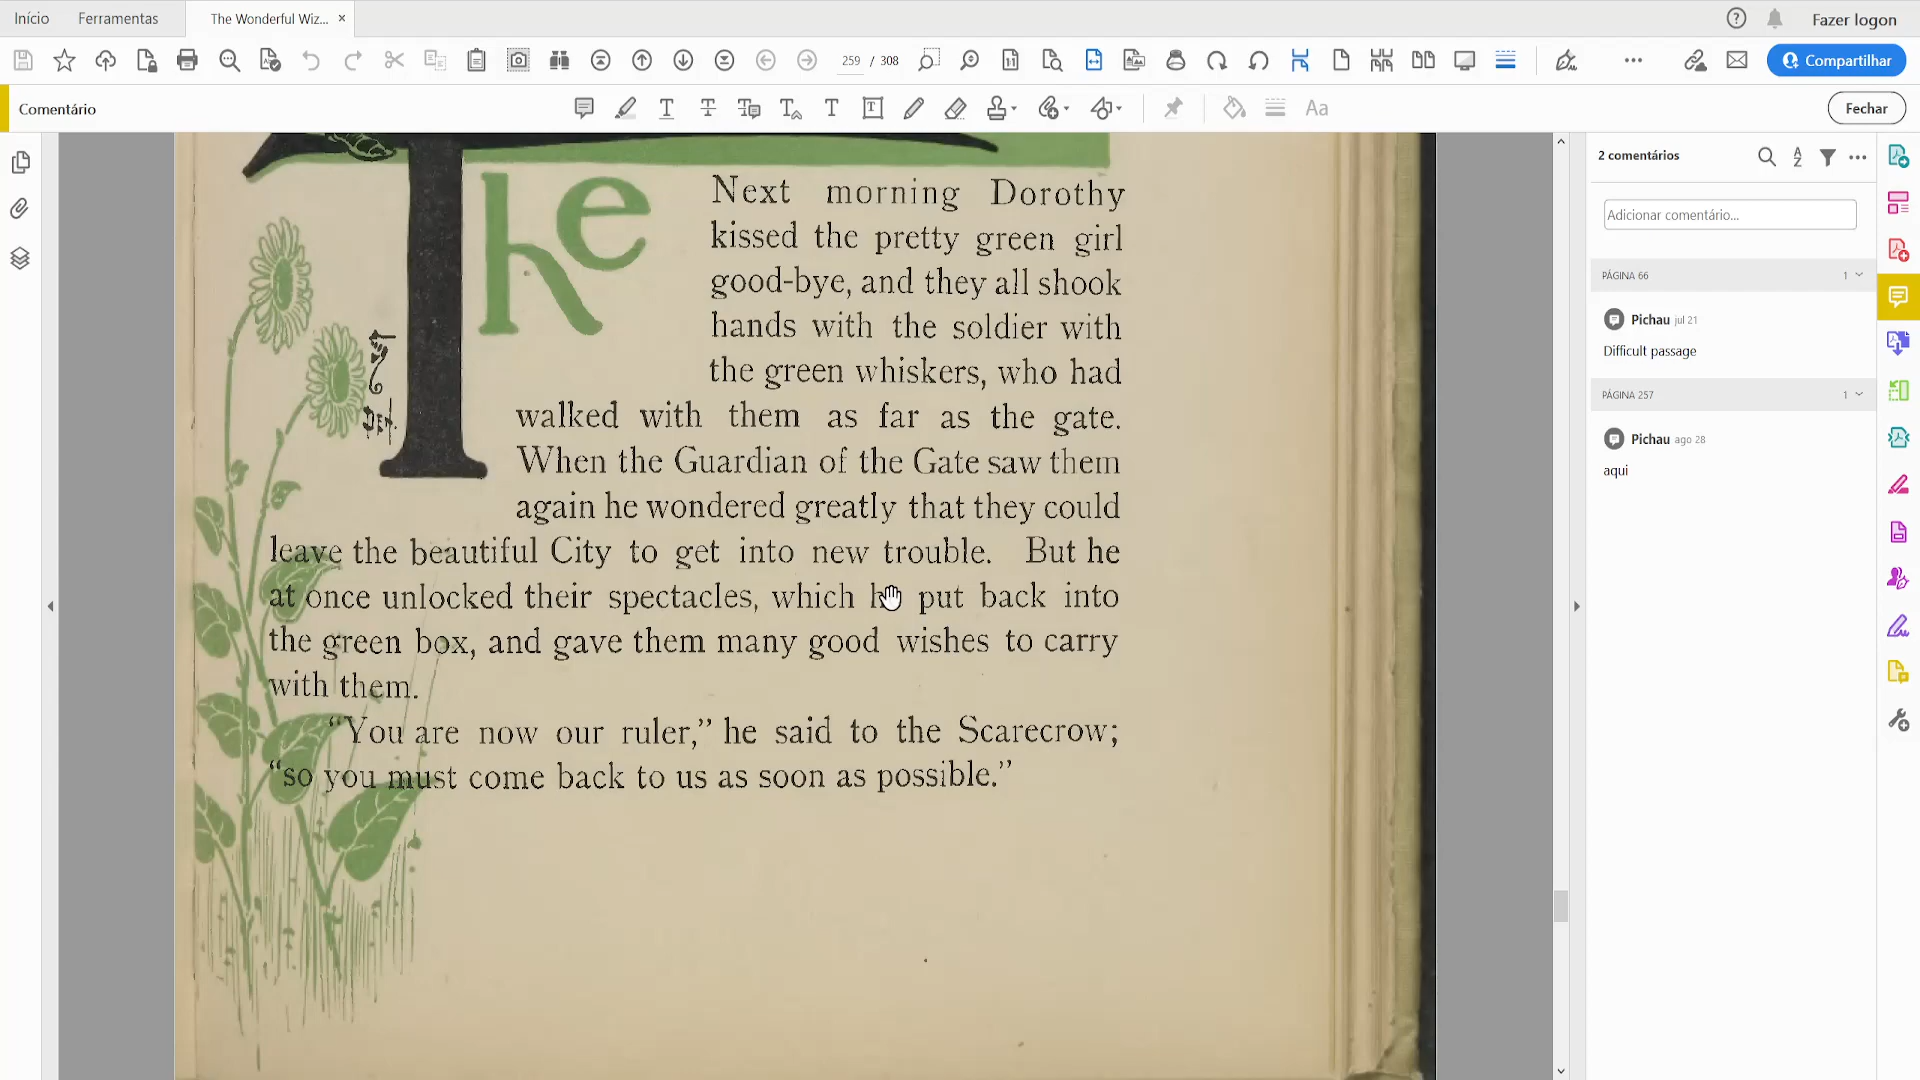 Início
Ferramentas
The Wonderful Wiz...
Fazer logon
259 / 308
Compartilhar
Comentário
Fechar
The
Next morning Dorothy
kissed the pretty green girl
good-bye, and they all shook
hands with the soldier with
the green whiskers, who had
walked with them as far as the gate.
When the Guardian of the Gate saw them
again he wondered greatly that they could
leave the beautiful City to get into new trouble. But he
at once unlocked their spectacles, which he put back into
the green box, and gave them many good wishes to carry
with them.
“You are now our ruler,” he said to the Scarecrow;
“so you must come back to us as soon as possible.”
2 comentários
Adicionar comentário...
PÁGINA 66 1
Pichau jul 21
Difficult passage
PÁGINA 257 1
Pichau ago 28
aqui